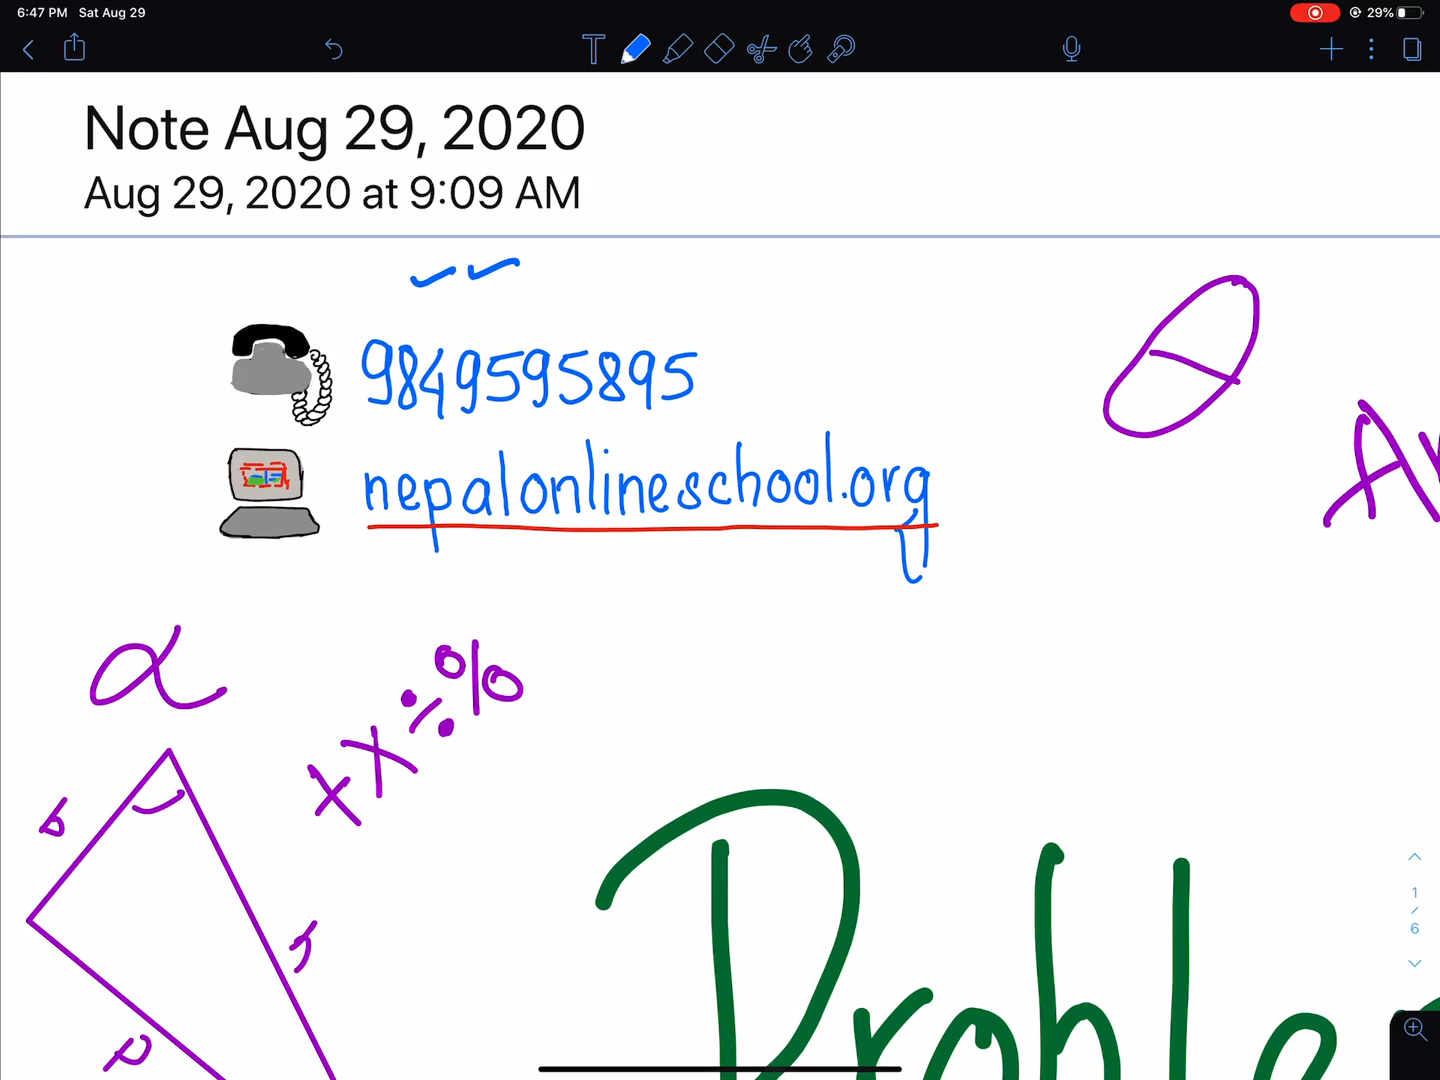 6:47 PM Sat Aug 29
29%
Note Aug 29, 2020
Aug 29, 2020 at 9:09 AM
9849595895
nepalonlineschool.org
θ
α
+ × ÷ %
b
p
1
/
6